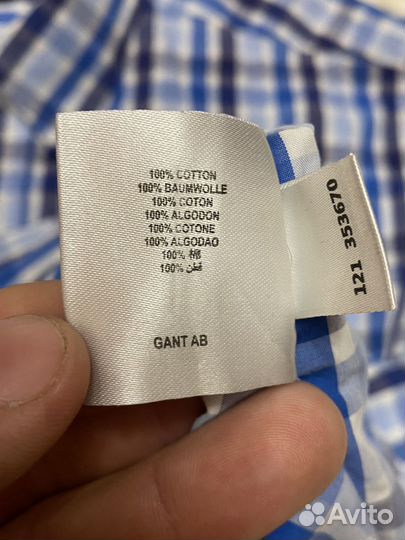 100% COTTON
100% BAUMWOLLE
100% COTON
100% ALGODON
100% COTONE
100% ALGODAO
100% 棉
100% قطن
GANT AB
121 353670
Avito